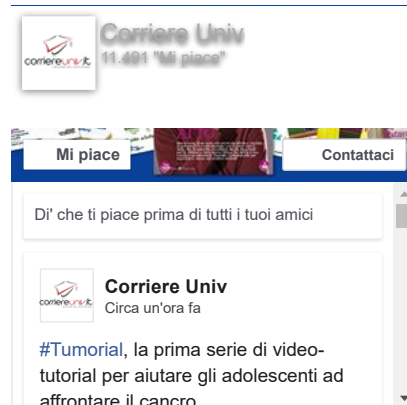 corriereuniv.it
Corriere Univ
11.491 "Mi piace"
Mi piace
Contattaci
Di' che ti piace prima di tutti i tuoi amici
corriereuniv.it
Corriere Univ
Circa un'ora fa
#Tumorial, la prima serie di video-
tutorial per aiutare gli adolescenti ad
affrontare il cancro